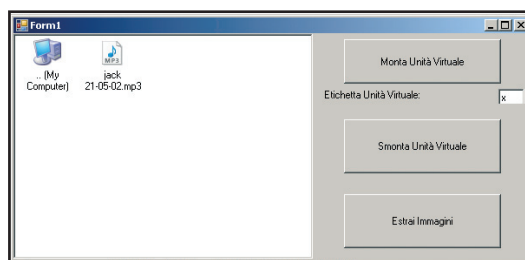 Form1
.. (My
Computer)
MP3
jack
21-05-02.mp3
Monta Unità Virtuale
Etichetta Unità Virtuale:
x
Smonta Unità Virtuale
Estrai Immagini